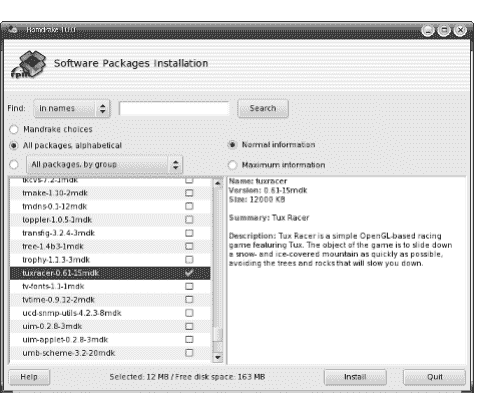 Rpmdrake 10.0
rpm
Software Packages Installation
Find: in names Search
Mandrake choices
All packages, alphabetical
Normal information
All packages, by group
Maximum information
tkcvs-7.2-1mdk
tmake-1.10-2mdk
tmdns-0.1-12mdk
toppler-1.0.5-1mdk
transfig-3.2.4-3mdk
tree-1.4b3-1mdk
trophy-1.1.3-3mdk
tuxracer-0.61-15mdk
tv-fonts-1.1-1mdk
tvtime-0.9.12-2mdk
ucd-snmp-utils-4.2.3-8mdk
uim-0.2.8-3mdk
uim-applet-0.2.8-3mdk
umb-scheme-3.2-20mdk
Name: tuxracer
Version: 0.61-15mdk
Size: 12000 KB
Summary: Tux Racer
Description: Tux Racer is a simple OpenGL-based racing
game featuring Tux. The object of the game is to slide down
a snow- and ice-covered mountain as quickly as possible,
avoiding the trees and rocks that will slow you down.
Help Selected: 12 MB / Free disk space: 163 MB Install Quit